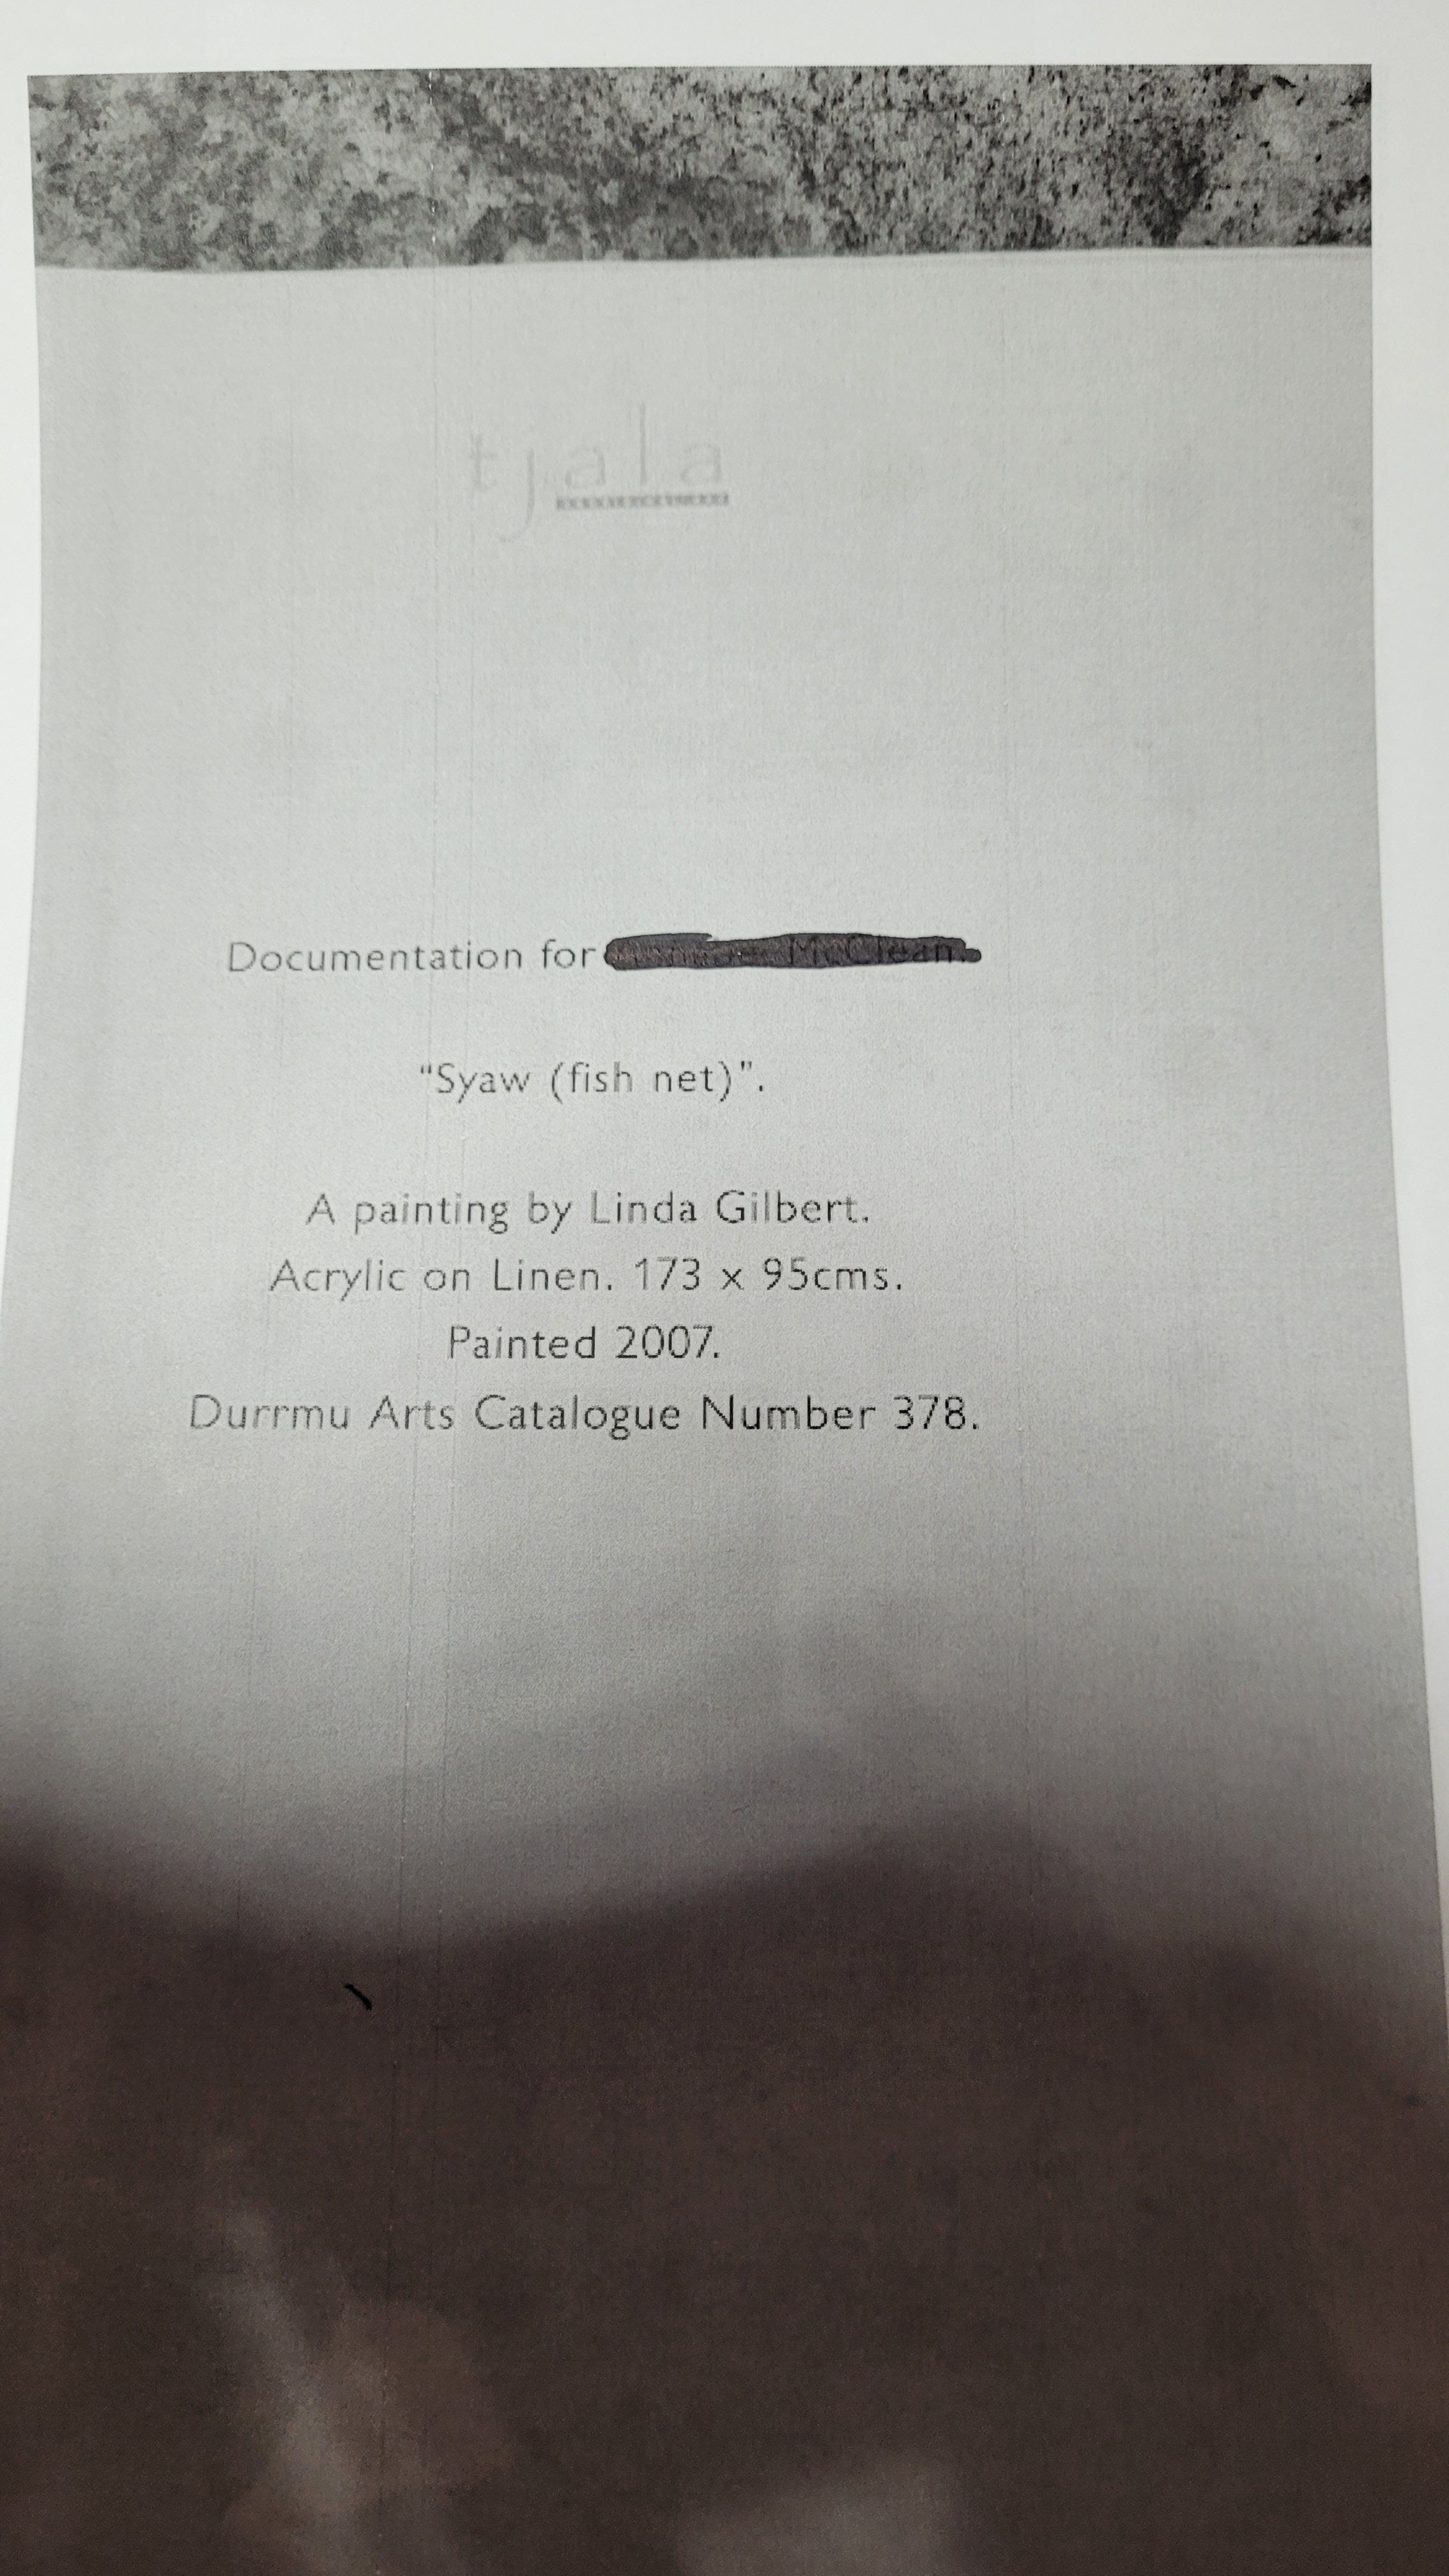 tjala
Documentation for
"Syaw (fish net)".
A painting by Linda Gilbert.
Acrylic on Linen. 173 x 95cms.
Painted 2007.
Durrmu Arts Catalogue Number 378.